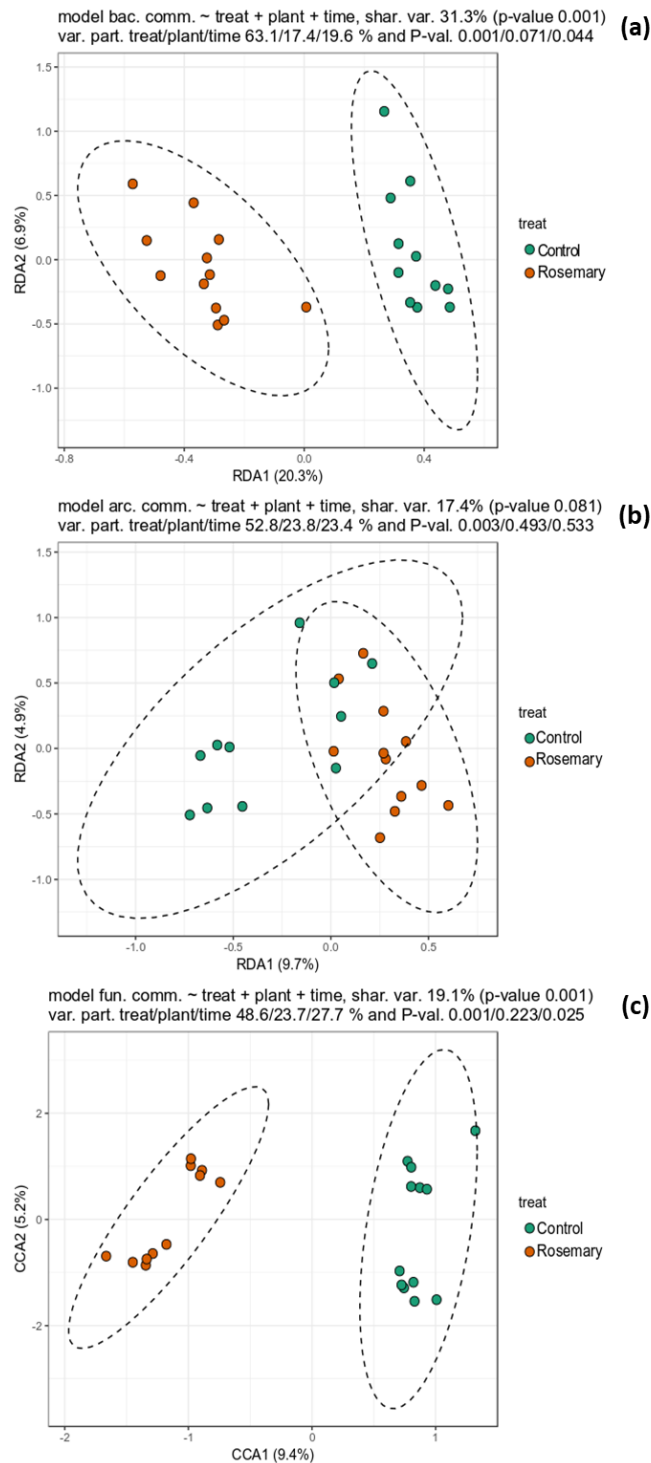 model bac. comm. ~ treat + plant + time, shar. var. 31.3% (p-value 0.001)
var. part. treat/plant/time 63.1/17.4/19.6 % and P-val. 0.001/0.071/0.044
(a)
1.5
1.0
0.5
0.0
-0.5
-1.0
RDA2 (6.9%)
-0.8
-0.4
0.0
0.4
RDA1 (20.3%)
treat
Control
Rosemary
model arc. comm. ~ treat + plant + time, shar. var. 17.4% (p-value 0.081)
var. part. treat/plant/time 52.8/23.8/23.4 % and P-val. 0.003/0.493/0.533
(b)
1.5
1.0
0.5
0.0
-0.5
-1.0
RDA2 (4.9%)
-1.0
-0.5
0.0
0.5
RDA1 (9.7%)
treat
Control
Rosemary
model fun. comm. ~ treat + plant + time, shar. var. 19.1% (p-value 0.001)
var. part. treat/plant/time 48.6/23.7/27.7 % and P-val. 0.001/0.223/0.025
(c)
2
0
-2
CCA2 (5.2%)
-2
-1
0
1
CCA1 (9.4%)
treat
Control
Rosemary